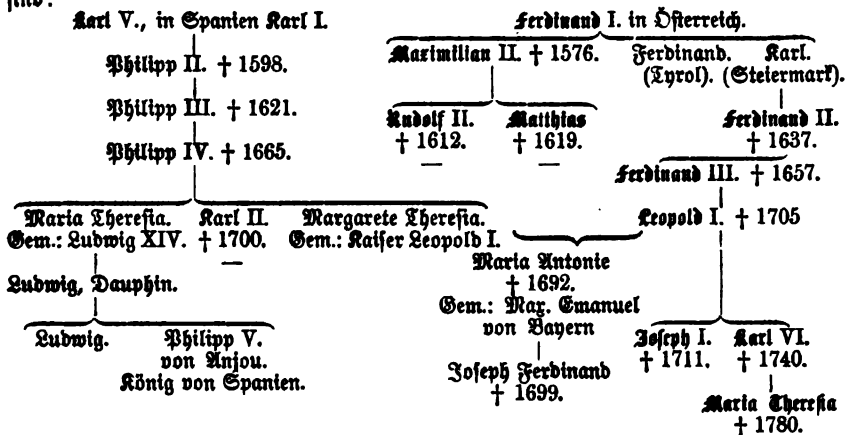 sind:
Karl V., in Spanien Karl I.
Philipp II. † 1598.
Philipp III. † 1621.
Philipp IV. † 1665.
Maria Theresia. Karl II. Margarete Theresia.
Gem.: Ludwig XIV. † 1700. Gem.: Kaiser Leopold I.
Ludwig, Dauphin.
Ludwig. Philipp V.
von Anjou.
König von Spanien.
Ferdinand I. in Österreich.
Maximilian II. † 1576. Ferdinand. Karl.
(Tyrol). (Steiermark).
Rudolf II. Matthias Ferdinand II.
† 1612. † 1619. † 1637.
Ferdinand III. † 1657.
Leopold I. † 1705
Maria Antonie
† 1692.
Gem.: Max. Emanuel
von Bayern
Joseph Ferdinand
† 1699.
Joseph I. Karl VI.
† 1711. † 1740.
Maria Theresia
† 1780.